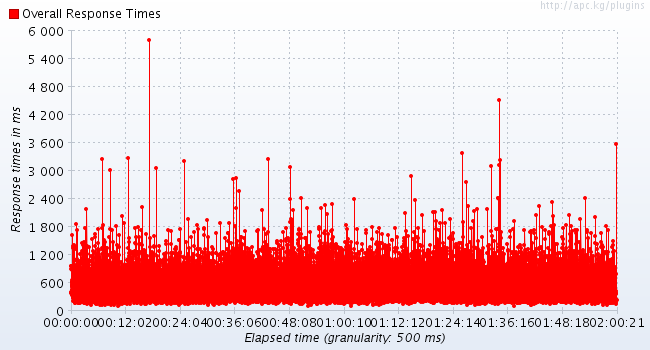 http://apc.kg/plugins
Overall Response Times
6 000
5 400
4 800
4 200
3 600
3 000
2 400
1 800
1 200
600
0
Response times in ms
00:00:00 00:12:02 00:24:04 00:36:06 00:48:08 01:00:10 01:12:12 01:24:14 01:36:16 01:48:18 02:00:21
Elapsed time (granularity: 500 ms)